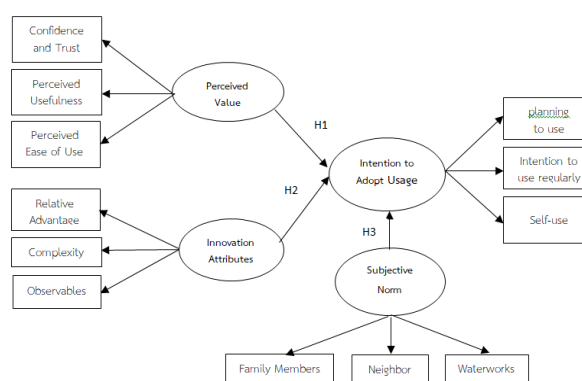 Confidence
and Trust
Perceived
Usefulness
Perceived
Ease of Use
Perceived
Value
H1
planning
to use
Intention to
Adopt Usage
Intention to
use regularly
Self-use
Relative
Advantage
Complexity
Observables
Innovation
Attributes
H2
H3
Subjective
Norm
Family Members
Neighbor
Waterworks